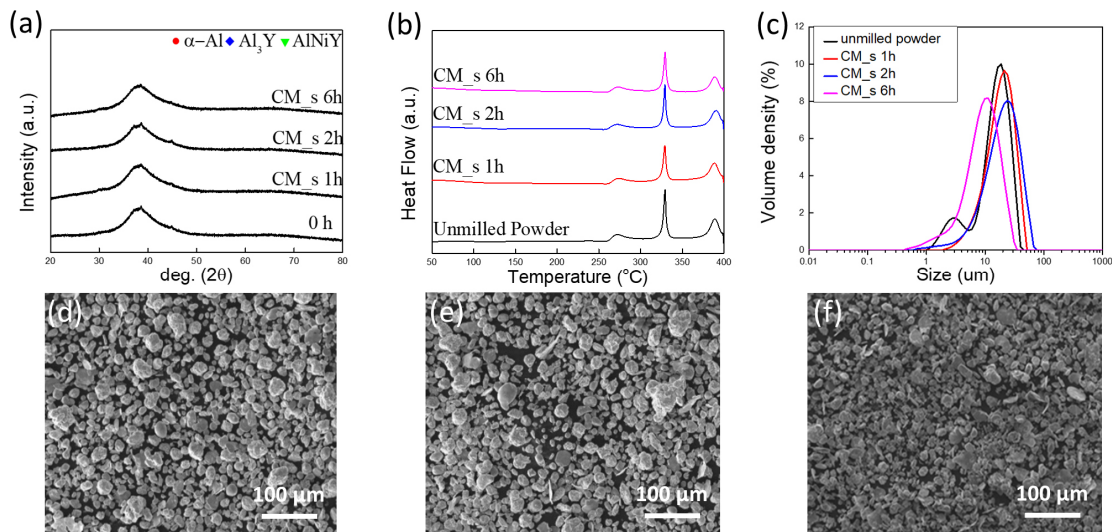 (a)
● α−Al ◆ Al₃Y ▼ AlNiY
CM_s 6h
CM_s 2h
CM_s 1h
0 h
Intensity (a.u.)
20 30 40 50 60 70 80
deg. (2θ)
(b)
CM_s 6h
CM_s 2h
CM_s 1h
Unmilled Powder
Heat Flow (a.u.)
50 100 150 200 250 300 350 400
Temperature (°C)
(c)
unmilled powder
CM_s 1h
CM_s 2h
CM_s 6h
Volume density (%)
12
10
8
6
4
2
0
0.01 0.1 1 10 100 1000
Size (um)
(d)
100 µm
(e)
100 µm
(f)
100 µm